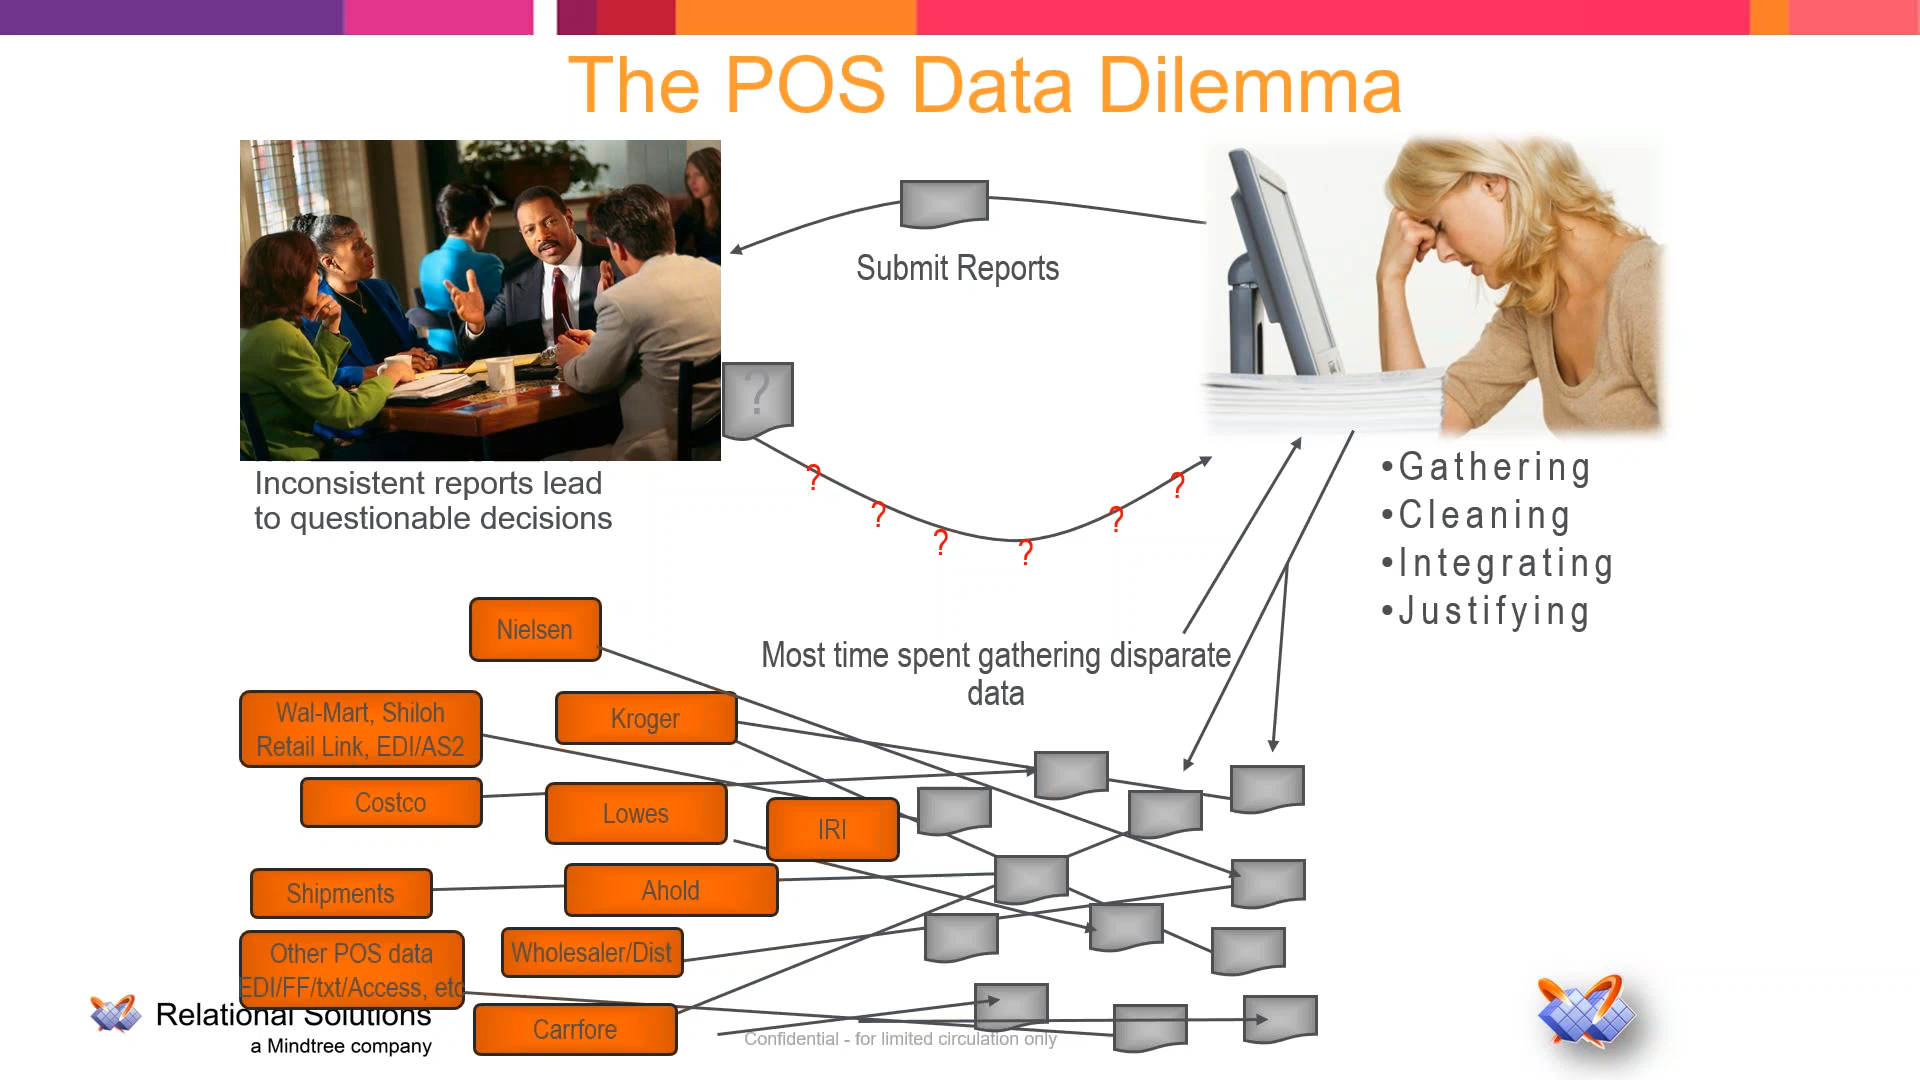 The POS Data Dilemma
Submit Reports
?
Inconsistent reports lead
to questionable decisions
?
?
?
?
?
?
•Gathering
•Cleaning
•Integrating
•Justifying
Most time spent gathering disparate
data
Nielsen
Wal-Mart, Shiloh
Retail Link, EDI/AS2
Kroger
Costco
Lowes
IRI
Shipments
Ahold
Other POS data
EDI/FF/txt/Access, etc
Wholesaler/Dist
Carrfore
Relational Solutions
a Mindtree company
Confidential - for limited circulation only